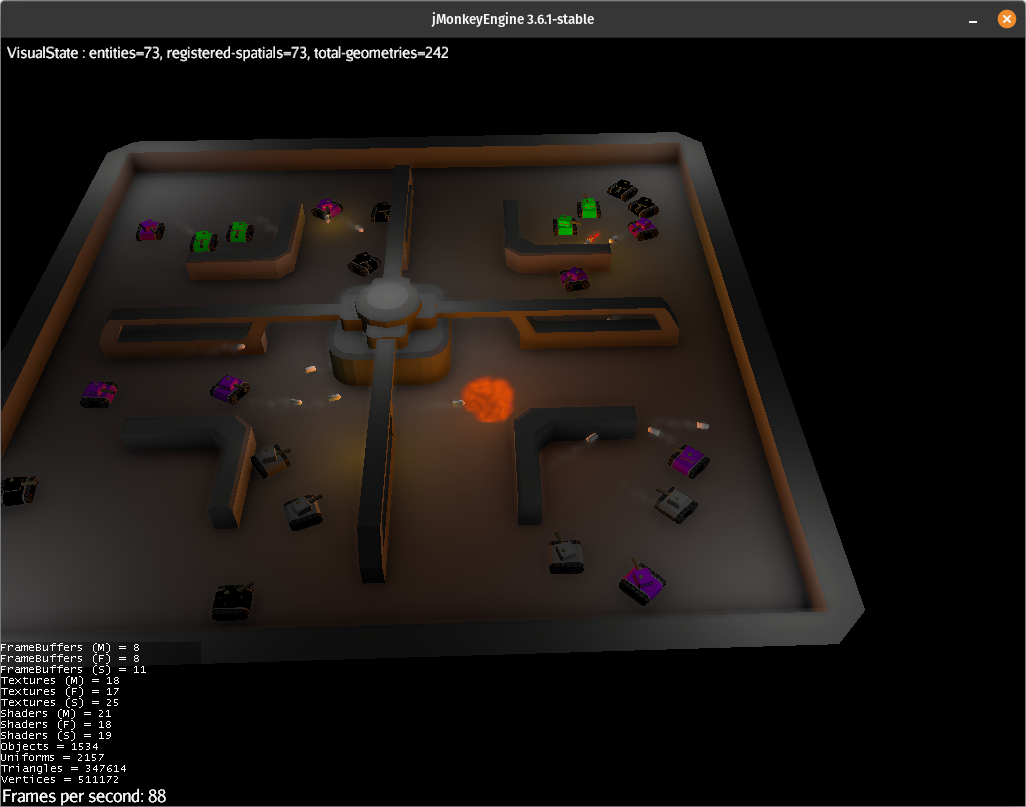 jMonkeyEngine 3.6.1-stable
VisualState : entities=73, registered-spatials=73, total-geometries=242
FrameBuffers (M) = 8
FrameBuffers (F) = 8
FrameBuffers (S) = 11
Textures (M) = 18
Textures (F) = 17
Textures (S) = 25
Shaders (M) = 21
Shaders (F) = 18
Shaders (S) = 19
Objects = 1534
Uniforms = 2157
Triangles = 347614
Vertices = 511172
Frames per second: 88